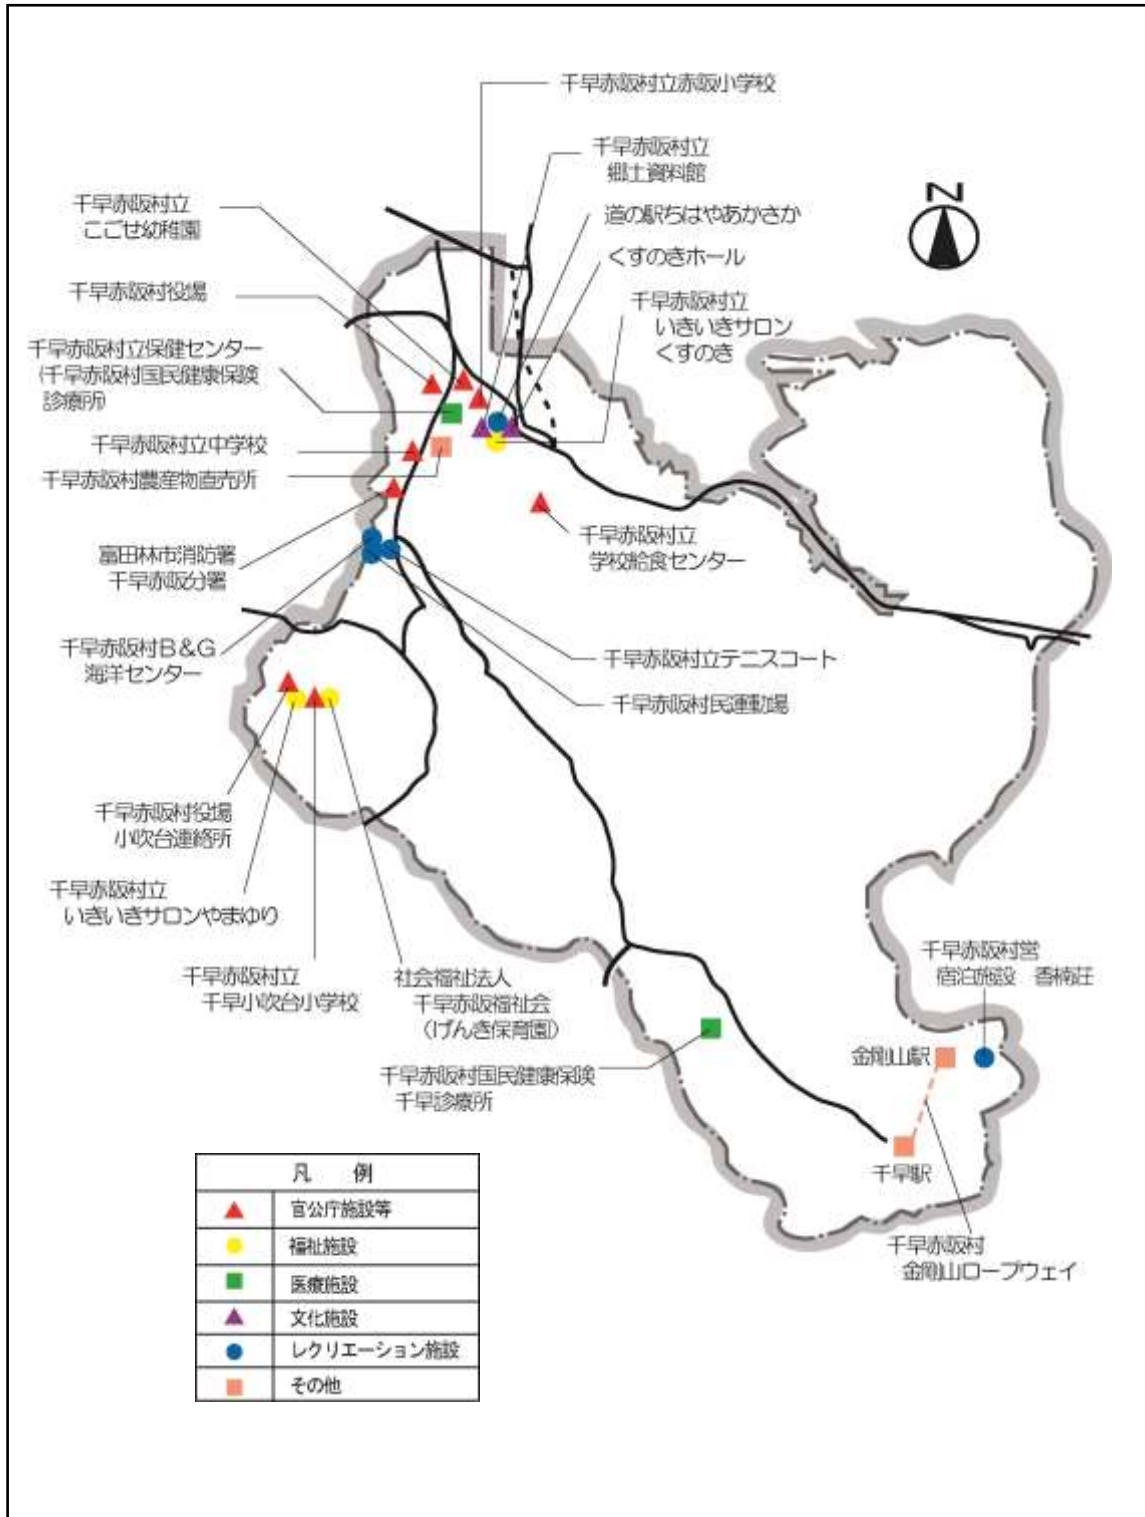 千早赤阪村立赤阪小学校
千早赤阪村立
郷土資料館
道の駅ちはやあかさか
くすのきホール
千早赤阪村立
いきいきサロン
くすのき
N
千早赤阪村立
こごせ幼稚園
千早赤阪村役場
千早赤阪村立保健センター
(千早赤阪村国民健康保険
診療所)
千早赤阪村立中学校
千早赤阪村農産物直売所
富田林市消防署
千早赤阪分署
千早赤阪村立
学校給食センター
千早赤阪村B&G
海洋センター
千早赤阪村立テニスコート
千早赤阪村民運動場
千早赤阪村役場
小吹台連絡所
千早赤阪村立
いきいきサロンやまゆり
千早赤阪村立
千早小吹台小学校
社会福祉法人
千早赤阪福祉会
(げんき保育園)
千早赤阪村国民健康保険
千早診療所
千早赤阪村営
宿泊施設 香楠荘
金剛山駅
千早駅
千早赤阪村
金剛山ロープウェイ
凡 例
官公庁施設等
福祉施設
医療施設
文化施設
レクリエーション施設
その他